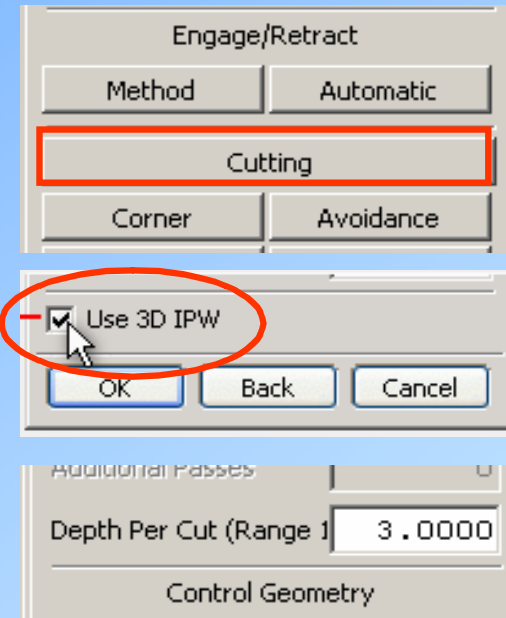 Engage/Retract
Method Automatic
Cutting
Corner Avoidance
Use 3D IPW
OK Back Cancel
Additional Passes 0
Depth Per Cut (Range 1 3.0000
Control Geometry